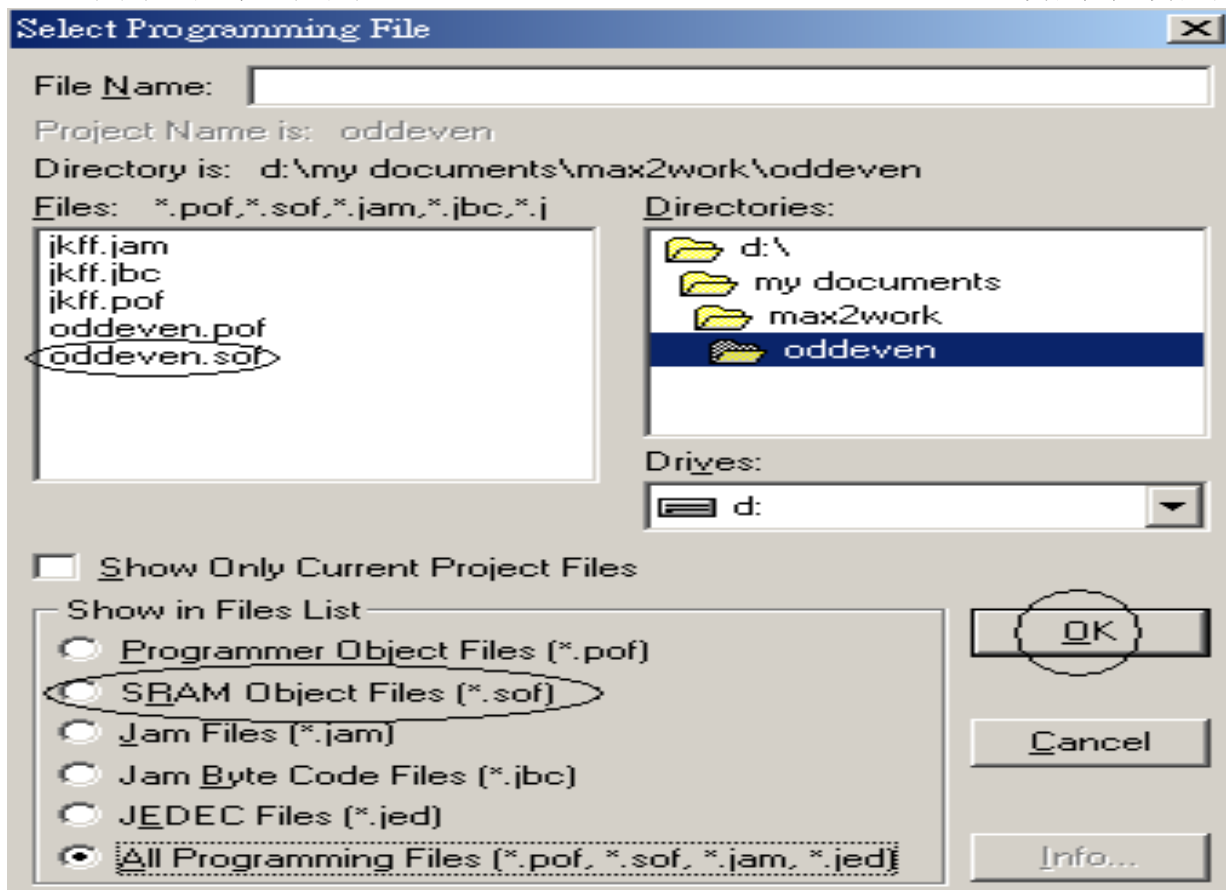 Select Programming File
File Name:
Project Name is: oddeven
Directory is: d:\my documents\max2work\oddeven
Files: *.pof,*.sof,*.jam,*.jbc,*.j
jkff.jam
jkff.jbc
jkff.pof
oddeven.pof
oddeven.sof
Directories:
d:\
my documents
max2work
oddeven
Drives:
d:
Show Only Current Project Files
Show in Files List
Programmer Object Files (*.pof)
SRAM Object Files (*.sof)
Jam Files (*.jam)
Jam Byte Code Files (*.jbc)
JEDEC Files (*.jed)
All Programming Files (*.pof, *.sof, *.jam, *.jed)
OK
Cancel
Info...